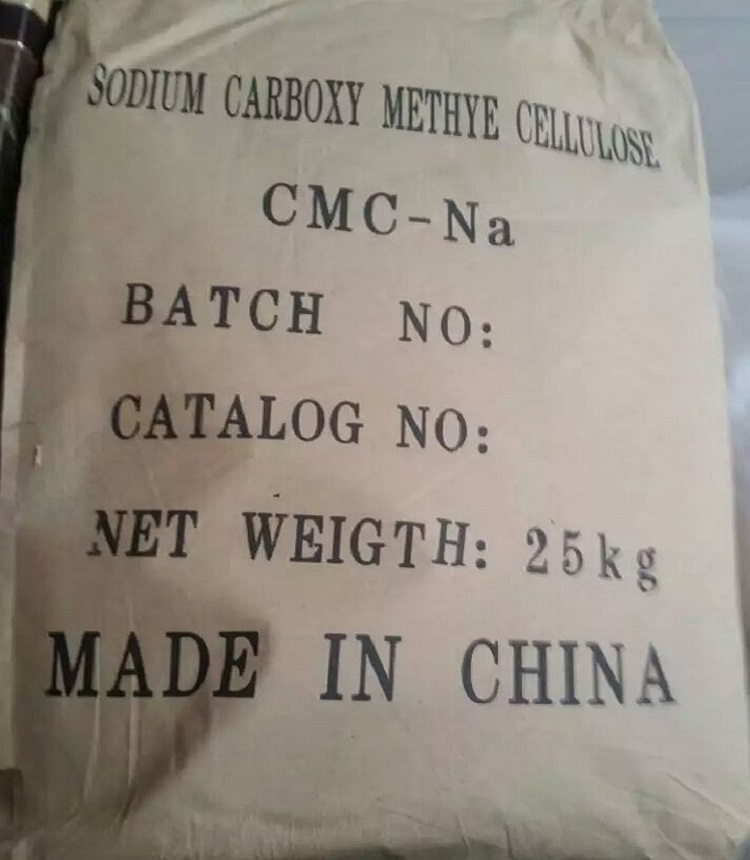 SODIUM CARBOXY METHYE CELLULOSE
CMC-Na
BATCH NO:
CATALOG NO:
NET WEIGTH: 25kg
MADE IN CHINA